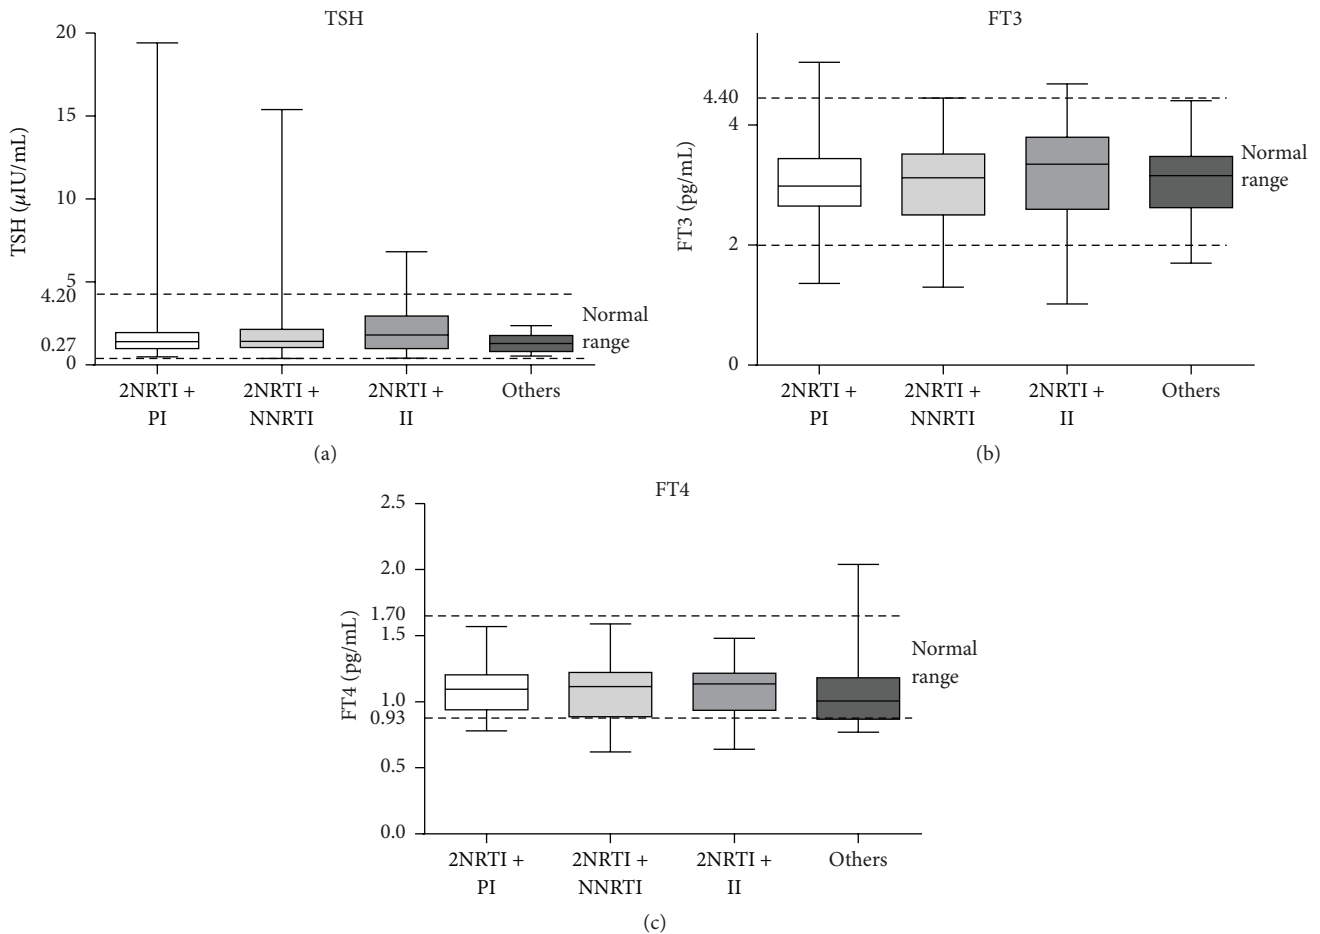 TSH
TSH (μIU/mL)
20
15
10
5
4.20
0.27
0
Normal
range
2NRTI +
PI
2NRTI +
NNRTI
2NRTI +
II
Others
(a)
FT3
FT3 (pg/mL)
4.40
4
2
0
Normal
range
2NRTI +
PI
2NRTI +
NNRTI
2NRTI +
II
Others
(b)
FT4
FT4 (pg/mL)
2.5
2.0
1.70
1.5
1.0
0.93
0.5
0.0
Normal
range
2NRTI +
PI
2NRTI +
NNRTI
2NRTI +
II
Others
(c)